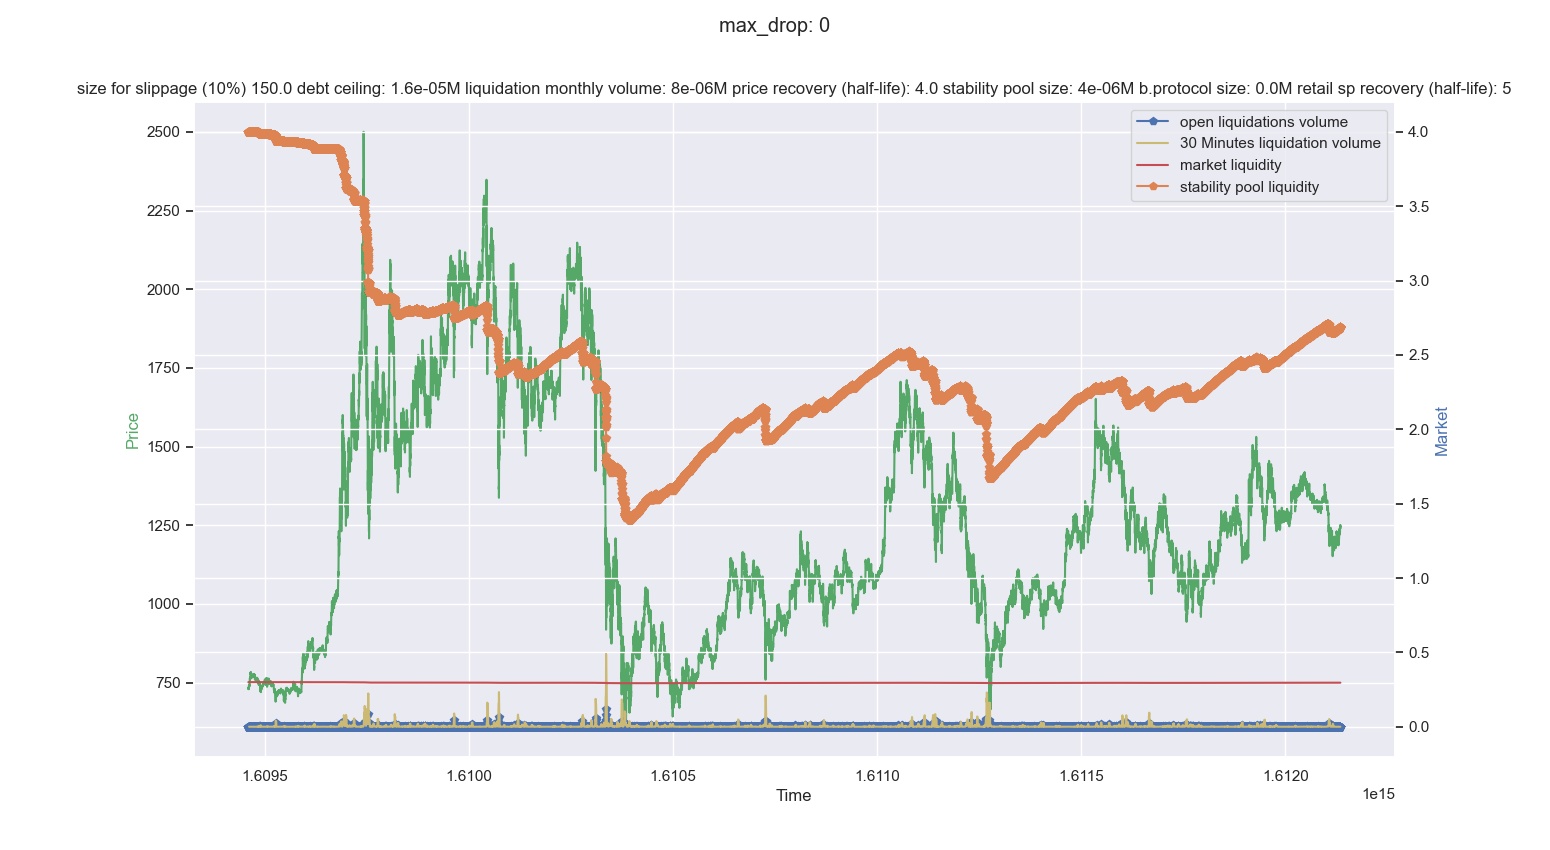 max_drop: 0
size for slippage (10%) 150.0 debt ceiling: 1.6e-05M liquidation monthly volume: 8e-06M price recovery (half-life): 4.0 stability pool size: 4e-06M b.protocol size: 0.0M retail sp recovery (half-life): 5
open liquidations volume
30 Minutes liquidation volume
market liquidity
stability pool liquidity
2500
2250
2000
1750
1500
1250
1000
750
Price
4.0
3.5
3.0
2.5
2.0
1.5
1.0
0.5
0.0
Market
1.6095 1.6100 1.6105 1.6110 1.6115 1.6120
Time
1e15